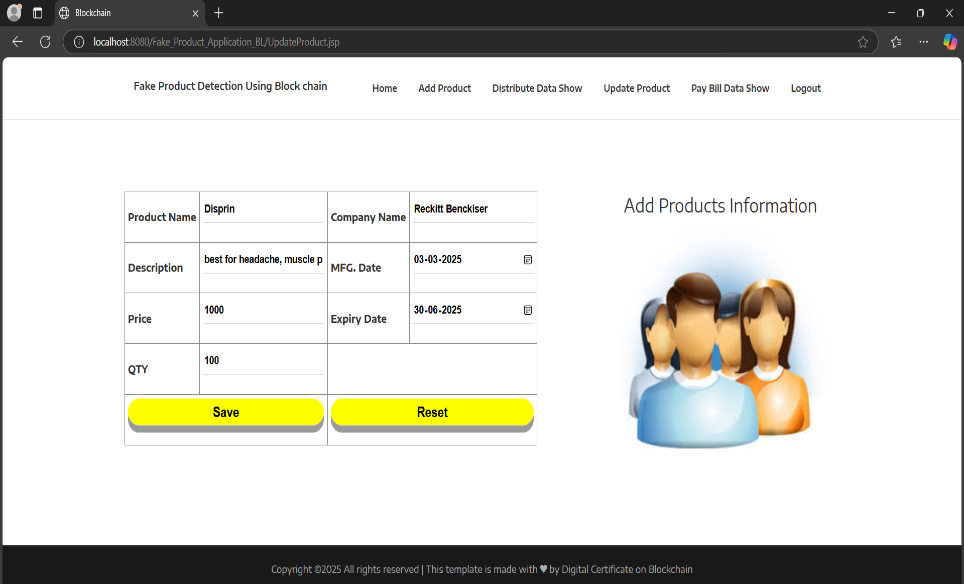 Blockchain
localhost:8080/Fake_Product_Application_BL/UpdateProduct.jsp
Fake Product Detection Using Block chain
Home Add Product Distribute Data Show Update Product Pay Bill Data Show Logout
Add Products Information
Product Name Disprin Company Name Reckitt Benckiser
Description best for headache, muscle p MFG. Date 03-03-2025
Price 1000 Expiry Date 30-06-2025
QTY 100
Save Reset
Copyright ©2025 All rights reserved | This template is made with ♥ by Digital Certificate on Blockchain